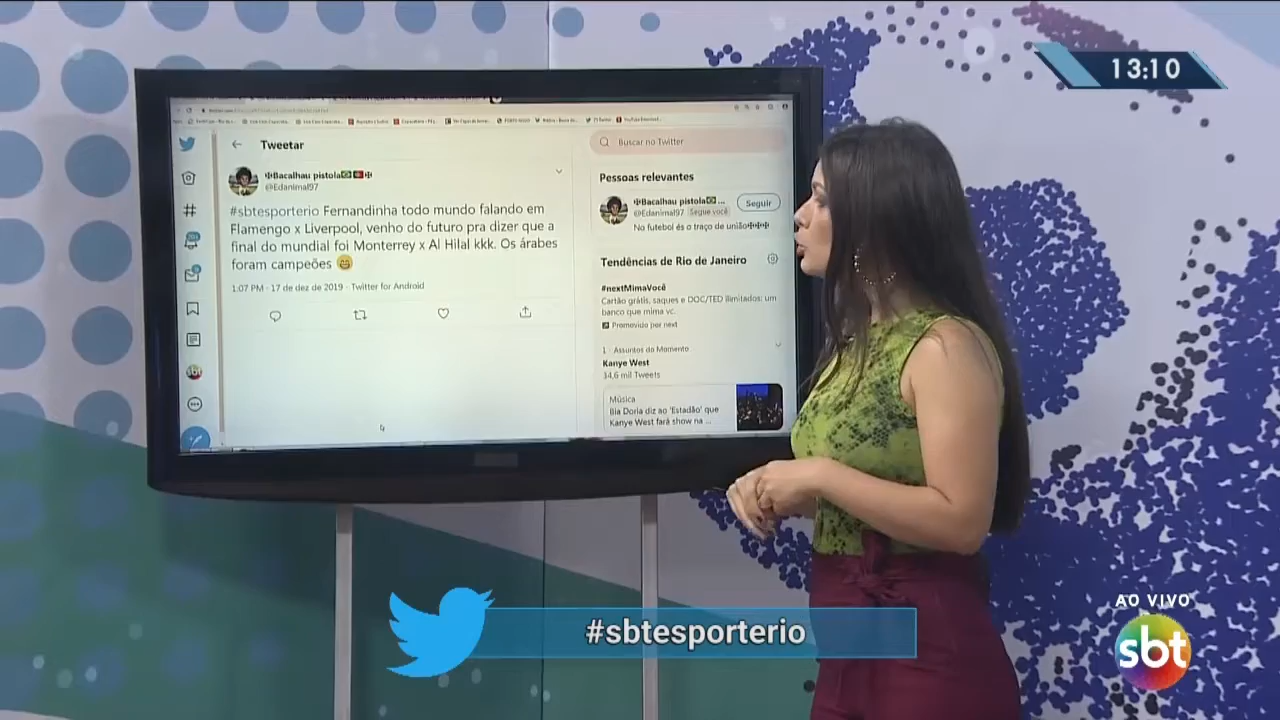 13:10
Tweetar
Buscar no Twitter
✠Bacalhau pistola🇧🇷🇵🇹✠
@Edanimal97
#sbtesporterio Fernandinha todo mundo falando em
Flamengo x Liverpool, venho do futuro pra dizer que a
final do mundial foi Monterrey x Al Hilal kkk. Os árabes
foram campeões 😄
1:07 PM · 17 de dez de 2019 · Twitter for Android
Pessoas relevantes
✠Bacalhau pistola🇧🇷 ...
Seguir
@Edanimal97 Segue você
No futebol és o traço de união✠✠✠
Tendências de Rio de Janeiro
#nextMimaVocê
Cartão grátis, saques e DOC/TED ilimitados: um
banco que mima vc.
Promovido por next
1 · Assuntos do Momento
Kanye West
34,6 mil Tweets
Música
Bia Doria diz ao 'Estadão' que
Kanye West fará show na ...
sbt
#sbtesporterio
AO VIVO
sbt